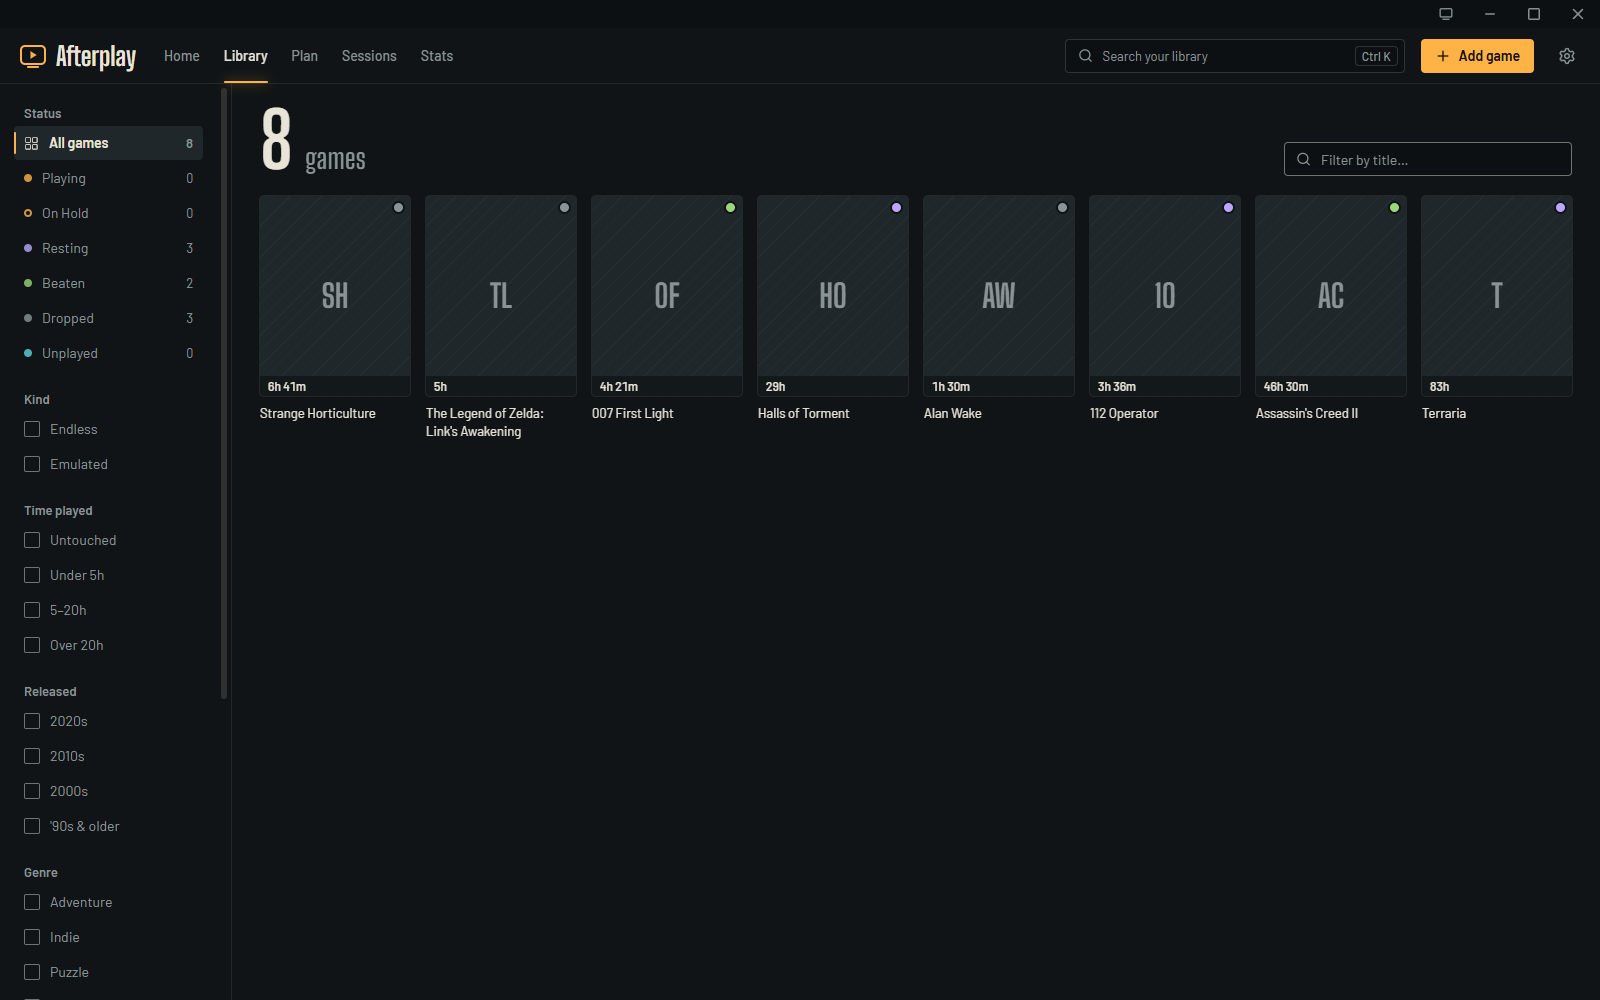 Afterplay
Home
Library
Plan
Sessions
Stats
Search your library
Ctrl K
Add game
Status
All games 8
Playing 0
On Hold 0
Resting 3
Beaten 2
Dropped 3
Unplayed 0
Kind
Endless
Emulated
Time played
Untouched
Under 5h
5–20h
Over 20h
Released
2020s
2010s
2000s
'90s & older
Genre
Adventure
Indie
Puzzle
8 games
Filter by title...
SH
6h 41m
Strange Horticulture
TL
5h
The Legend of Zelda:
Link's Awakening
OF
4h 21m
007 First Light
HO
29h
Halls of Torment
AW
1h 30m
Alan Wake
10
3h 36m
112 Operator
AC
46h 30m
Assassin's Creed II
T
83h
Terraria